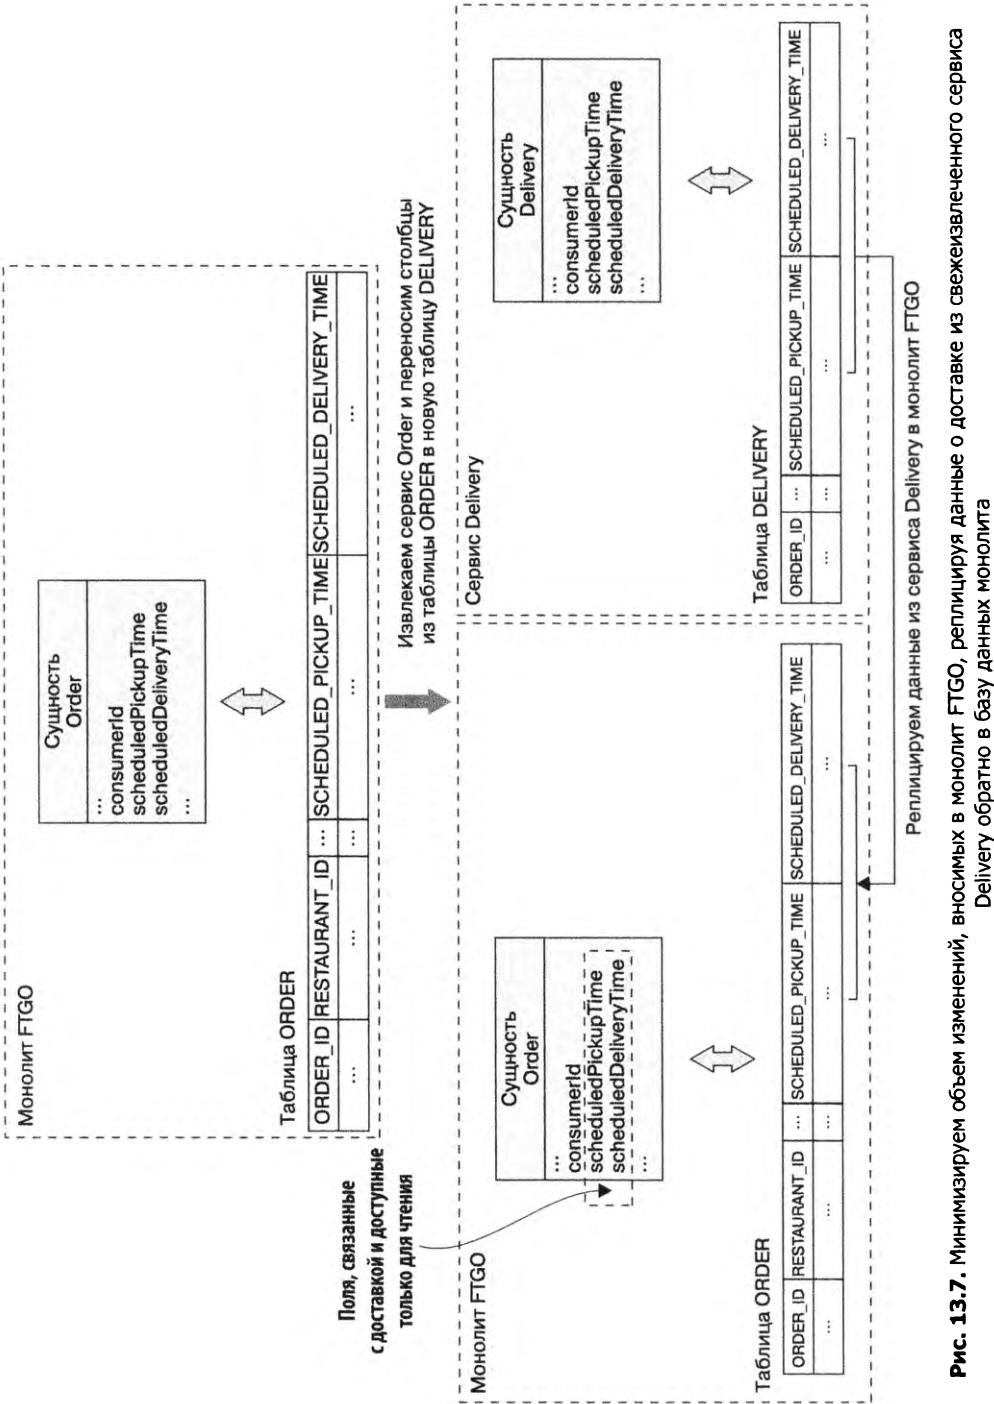 Монолит FTGO
Сущность
Order
...
consumerId
scheduledPickupTime
scheduledDeliveryTime
...
Таблица ORDER
ORDER_ID RESTAURANT_ID ... SCHEDULED_PICKUP_TIME SCHEDULED_DELIVERY_TIME
... ... ... ... ...
Извлекаем сервис Order и переносим столбцы
из таблицы ORDER в новую таблицу DELIVERY
Поля, связанные
с доставкой и доступные
только для чтения
Монолит FTGO
Сущность
Order
...
consumerId
scheduledPickupTime
scheduledDeliveryTime
...
Таблица ORDER
ORDER_ID RESTAURANT_ID ... SCHEDULED_PICKUP_TIME SCHEDULED_DELIVERY_TIME
... ... ... ... ...
Сервис Delivery
Сущность
Delivery
...
consumerId
scheduledPickupTime
scheduledDeliveryTime
...
Таблица DELIVERY
ORDER_ID ... SCHEDULED_PICKUP_TIME SCHEDULED_DELIVERY_TIME
... ... ... ...
Реплицируем данные из сервиса Delivery в монолит FTGO
Рис. 13.7. Минимизируем объем изменений, вносимых в монолит FTGO, реплицируя данные о доставке из свежеизвлеченного сервиса
Delivery обратно в базу данных монолита